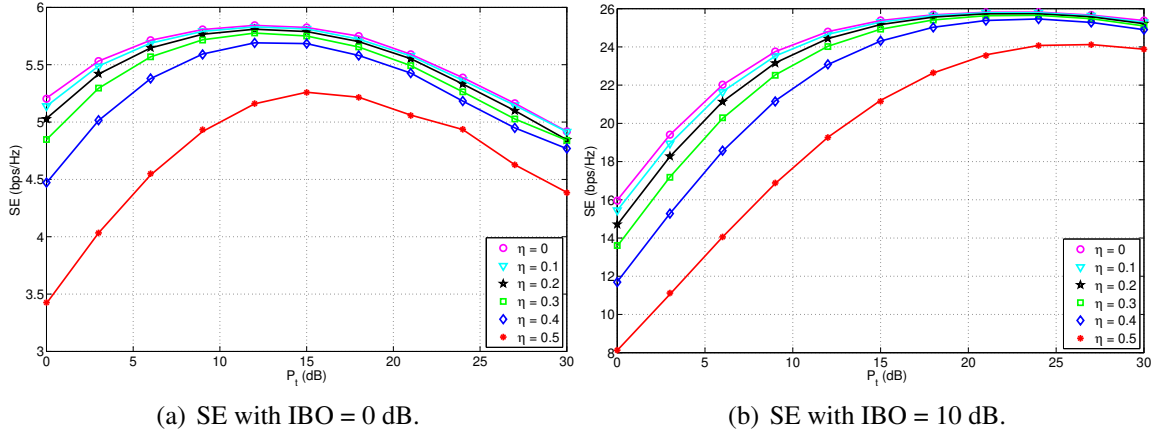 6
5.5
5
4.5
4
3.5
3
SE (bps/Hz)
0 5 10 15 20 25 30
P_t (dB)
η = 0
η = 0.1
η = 0.2
η = 0.3
η = 0.4
η = 0.5
(a) SE with IBO = 0 dB.
26
24
22
20
18
16
14
12
10
8
SE (bps/Hz)
0 5 10 15 20 25 30
P_t (dB)
η = 0
η = 0.1
η = 0.2
η = 0.3
η = 0.4
η = 0.5
(b) SE with IBO = 10 dB.